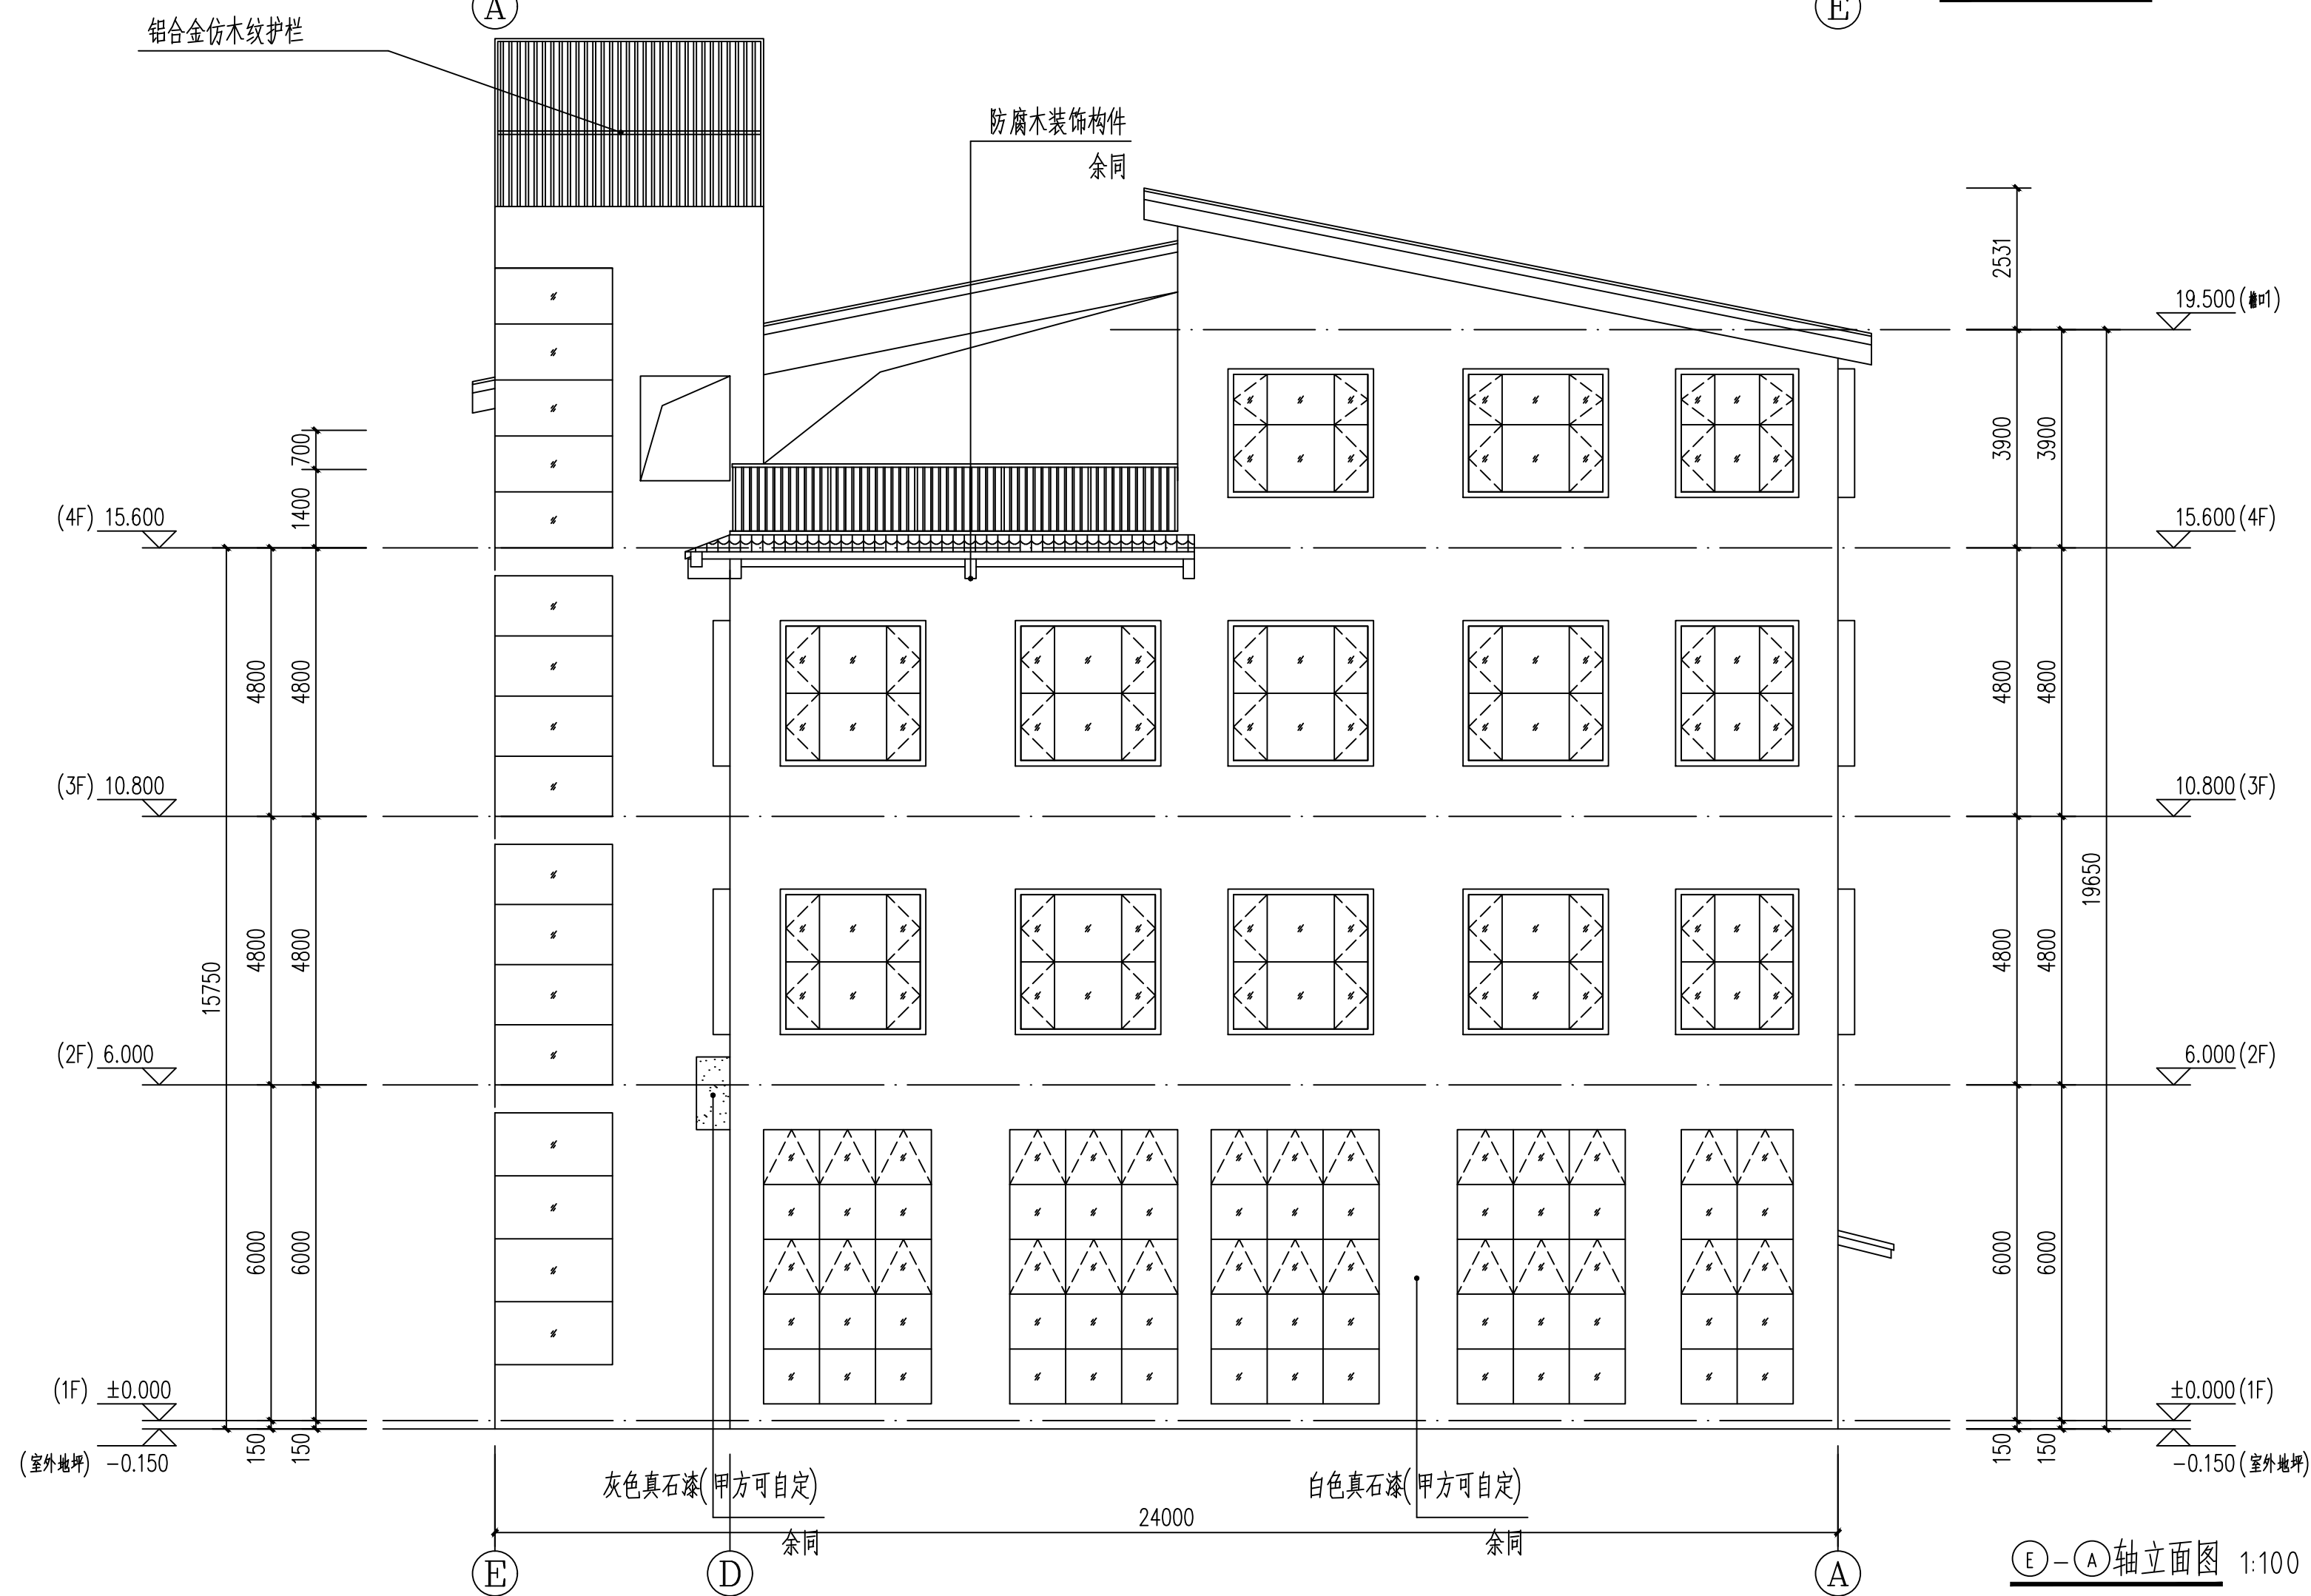 A
E
铝合金仿木纹护栏
防腐木装饰构件
余同
2531
19.500(檐口1)
700
3900
3900
1400
(4F) 15.600
15.600(4F)
4800
4800
4800
4800
(3F) 10.800
10.800(3F)
19650
4800
4800
4800
4800
15750
(2F) 6.000
6.000(2F)
6000
6000
6000
6000
(1F) ±0.000
±0.000(1F)
150
150
150
150
(室外地坪) -0.150
-0.150(室外地坪)
灰色真石漆(甲方可自定)
余同
白色真石漆(甲方可自定)
余同
24000
E
D
A
E-A轴立面图 1:100